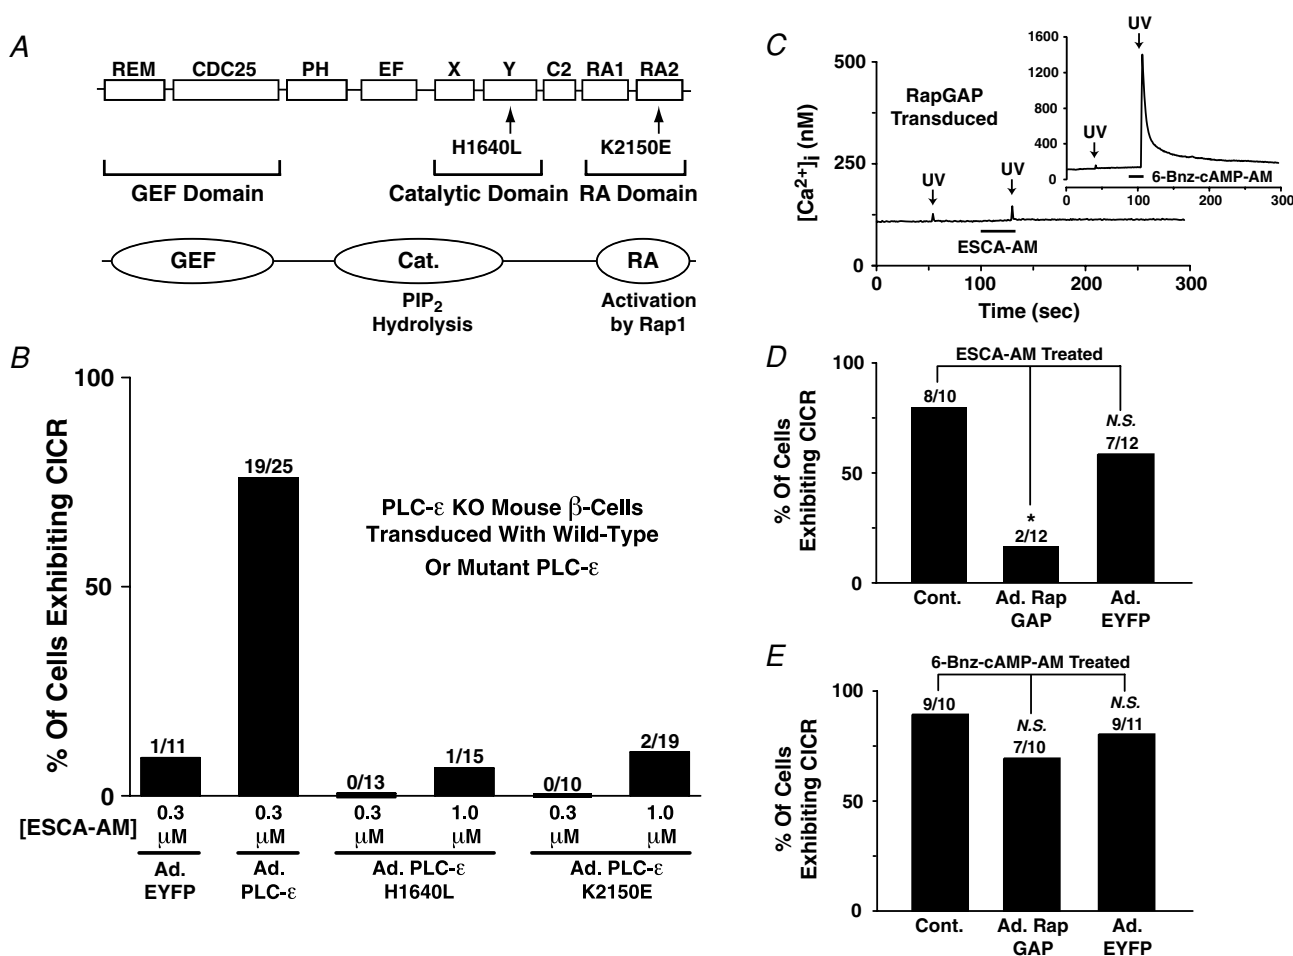 A
REM CDC25 PH EF X Y C2 RA1 RA2
H1640L K2150E
GEF Domain Catalytic Domain RA Domain
GEF Cat. RA
PIP2
Hydrolysis
Activation
by Rap1
B
% Of Cells Exhibiting CICR
100
50
0
1/11 19/25 0/13 1/15 0/10 2/19
PLC-ε KO Mouse β-Cells
Transduced With Wild-Type
Or Mutant PLC-ε
[ESCA-AM] 0.3 0.3 0.3 1.0 0.3 1.0
μM μM μM μM μM μM
Ad.
EYFP
Ad.
PLC-ε
Ad. PLC-ε
H1640L
Ad. PLC-ε
K2150E
C
[Ca2+]i (nM)
500
250
0
RapGAP
Transduced
UV UV
ESCA-AM
0 100 200 300
Time (sec)
1600
1200
800
400
0
UV
UV
6-Bnz-cAMP-AM
0 100 200 300
D
ESCA-AM Treated
% Of Cells
Exhibiting CICR
100
50
0
8/10
*
2/12
N.S.
7/12
Cont.
Ad. Rap
GAP
Ad.
EYFP
E
6-Bnz-cAMP-AM Treated
% Of Cells
Exhibiting CICR
100
50
0
9/10
N.S.
7/10
N.S.
9/11
Cont.
Ad. Rap
GAP
Ad.
EYFP